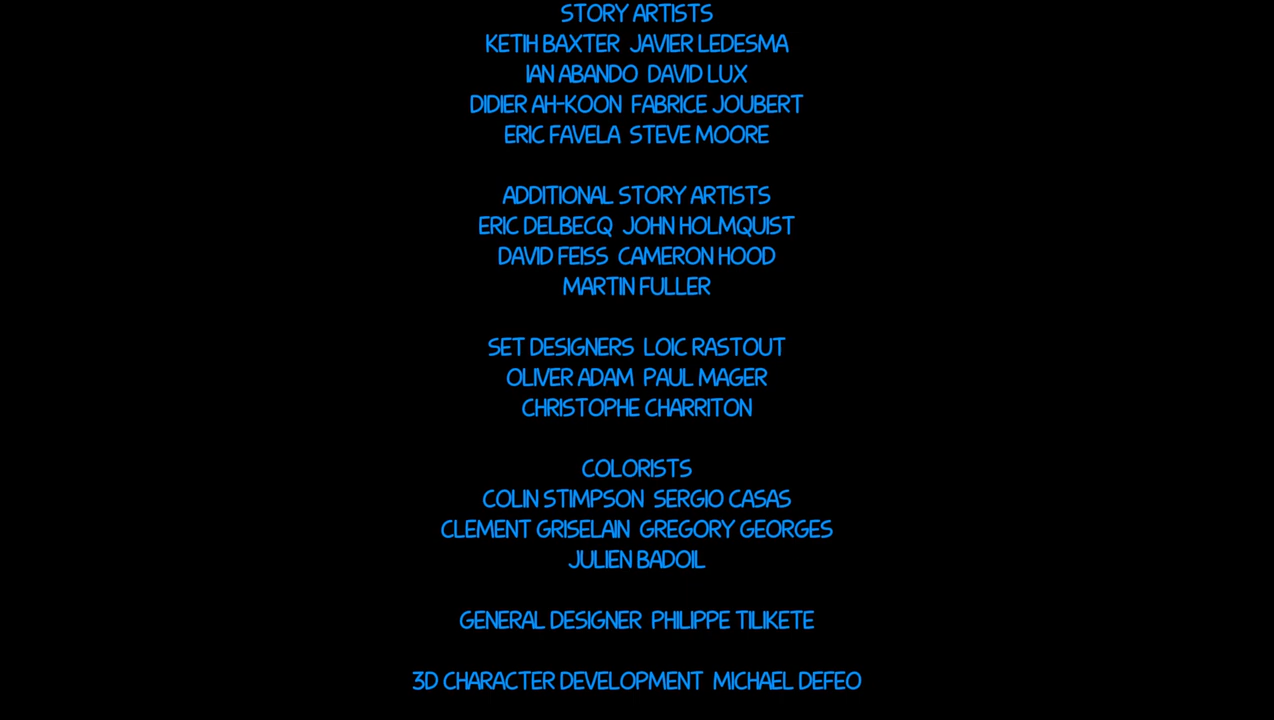 STORY ARTISTS
KETIH BAXTER JAVIER LEDESMA
IAN ABANDO DAVID LUX
DIDIER AH-KOON FABRICE JOUBERT
ERIC FAVELA STEVE MOORE
ADDITIONAL STORY ARTISTS
ERIC DELBECQ JOHN HOLMQUIST
DAVID FEISS CAMERON HOOD
MARTIN FULLER
SET DESIGNERS LOIC RASTOUT
OLIVER ADAM PAUL MAGER
CHRISTOPHE CHARRITON
COLORISTS
COLIN STIMPSON SERGIO CASAS
CLEMENT GRISELAIN GREGORY GEORGES
JULIEN BADOIL
GENERAL DESIGNER PHILIPPE TILIKETE
3D CHARACTER DEVELOPMENT MICHAEL DEFEO